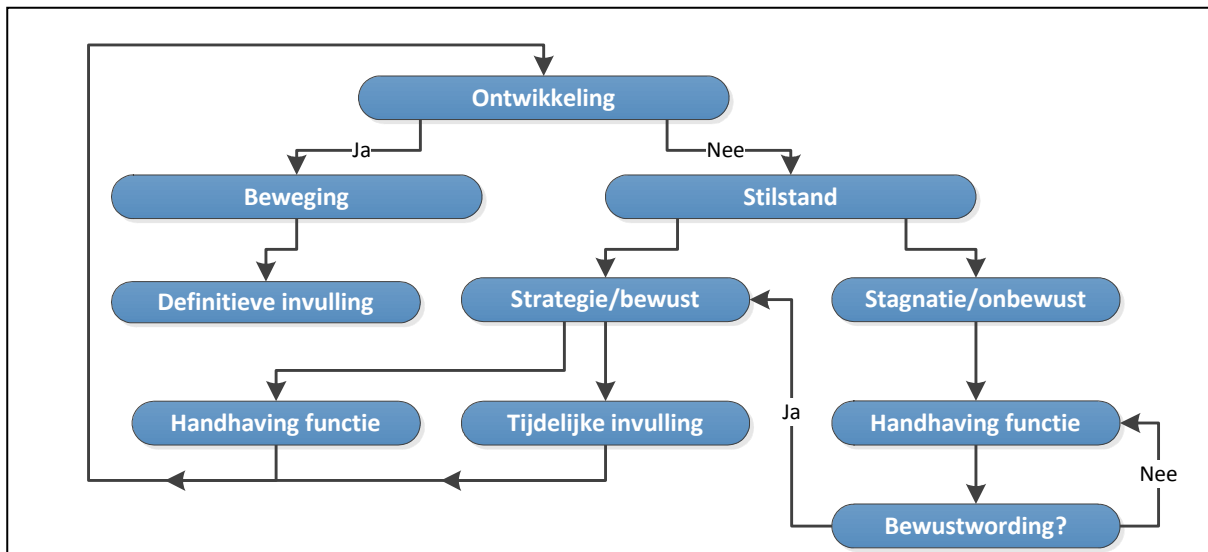 Ontwikkeling
Ja
Nee
Beweging
Stilstand
Definitieve invulling
Strategie/bewust
Stagnatie/onbewust
Handhaving functie
Tijdelijke invulling
Ja
Handhaving functie
Nee
Bewustwording?